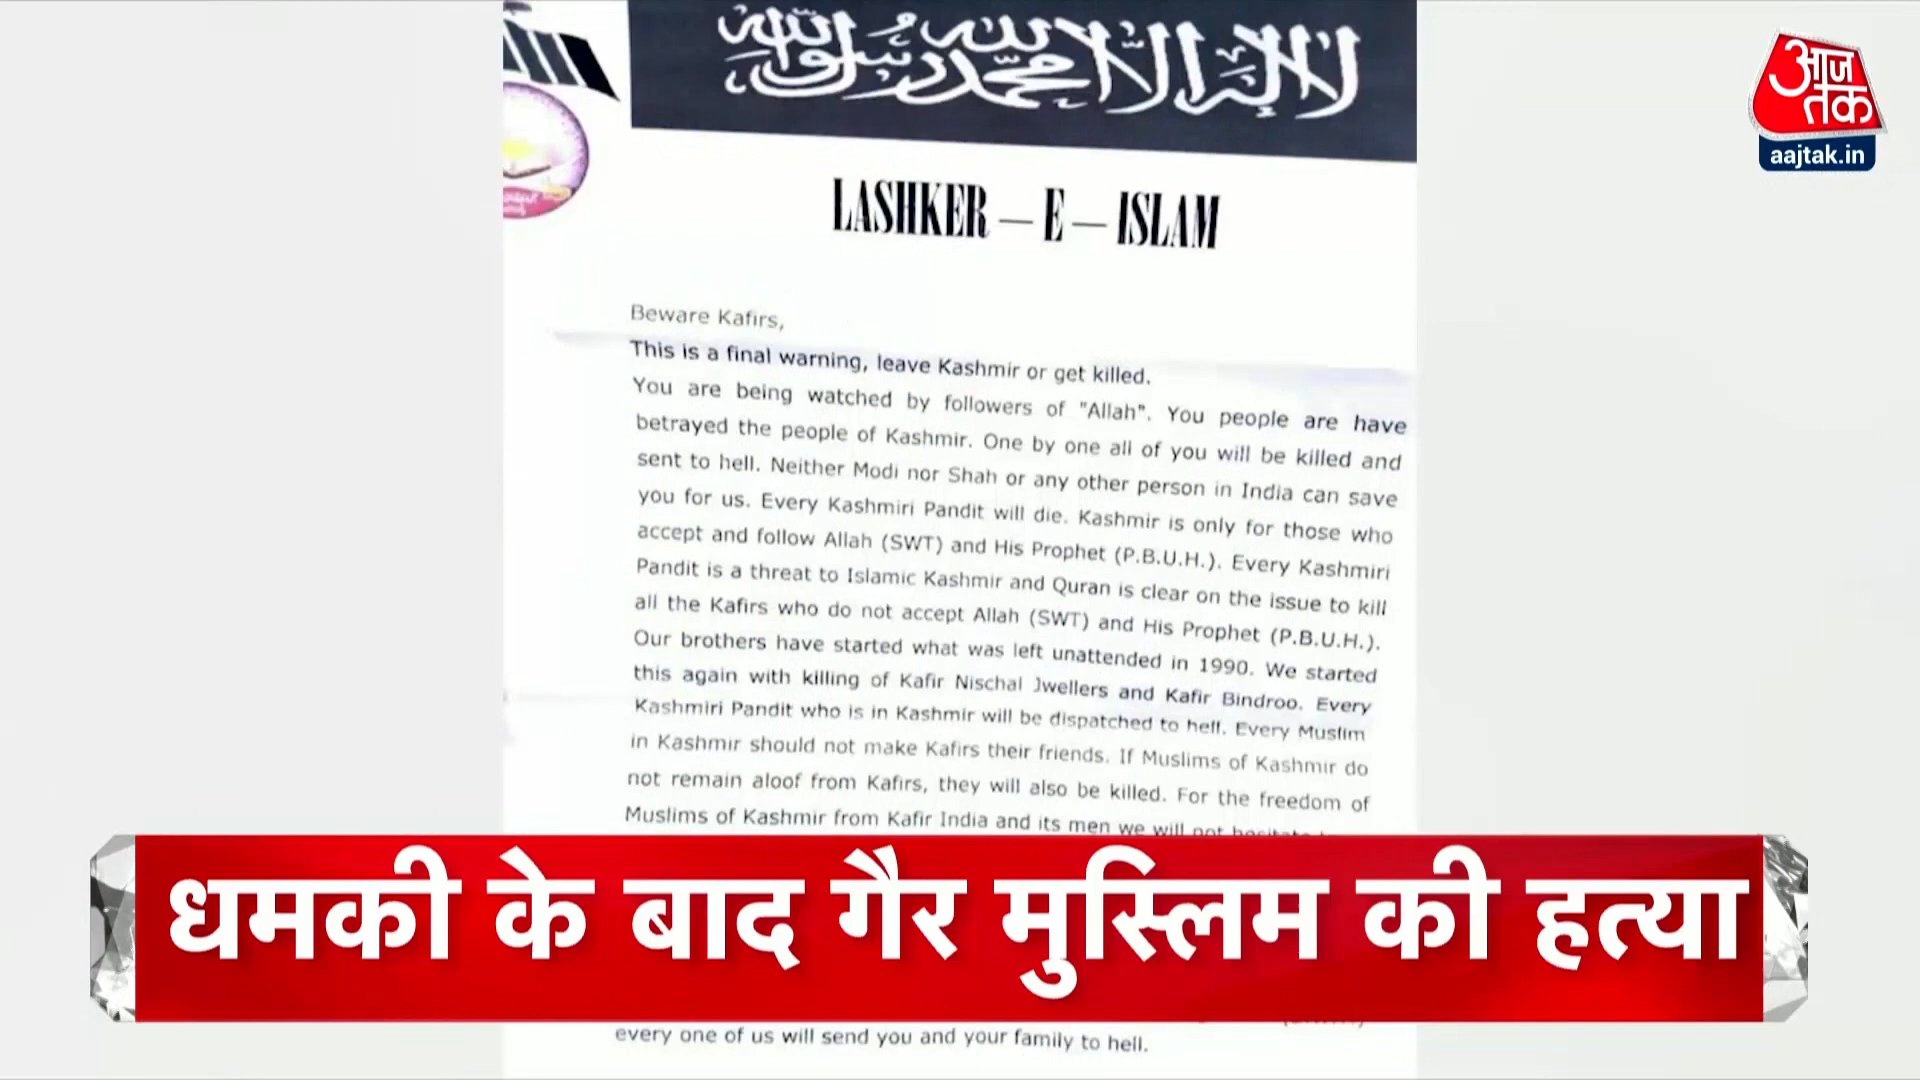 لا إله إلا الله محمد رسول الله
आज
तक
aajtak.in
LASHKER – E – ISLAM
Beware Kafirs,
This is a final warning, leave Kashmir or get killed.
You are being watched by followers of "Allah". You people are have
betrayed the people of Kashmir. One by one all of you will be killed and
sent to hell. Neither Modi nor Shah or any other person in India can save
you for us. Every Kashmiri Pandit will die. Kashmir is only for those who
accept and follow Allah (SWT) and His Prophet (P.B.U.H.). Every Kashmiri
Pandit is a threat to Islamic Kashmir and Quran is clear on the issue to kill
all the Kafirs who do not accept Allah (SWT) and His Prophet (P.B.U.H.).
Our brothers have started what was left unattended in 1990. We started
this again with killing of Kafir Nischal Jwellers and Kafir Bindroo. Every
Kashmiri Pandit who is in Kashmir will be dispatched to hell. Every Muslim
in Kashmir should not make Kafirs their friends. If Muslims of Kashmir do
not remain aloof from Kafirs, they will also be killed. For the freedom of
Muslims of Kashmir from Kafir India and its men we will not
धमकी के बाद गैर मुस्लिम की हत्या
every one of us will send you and your family to hell.